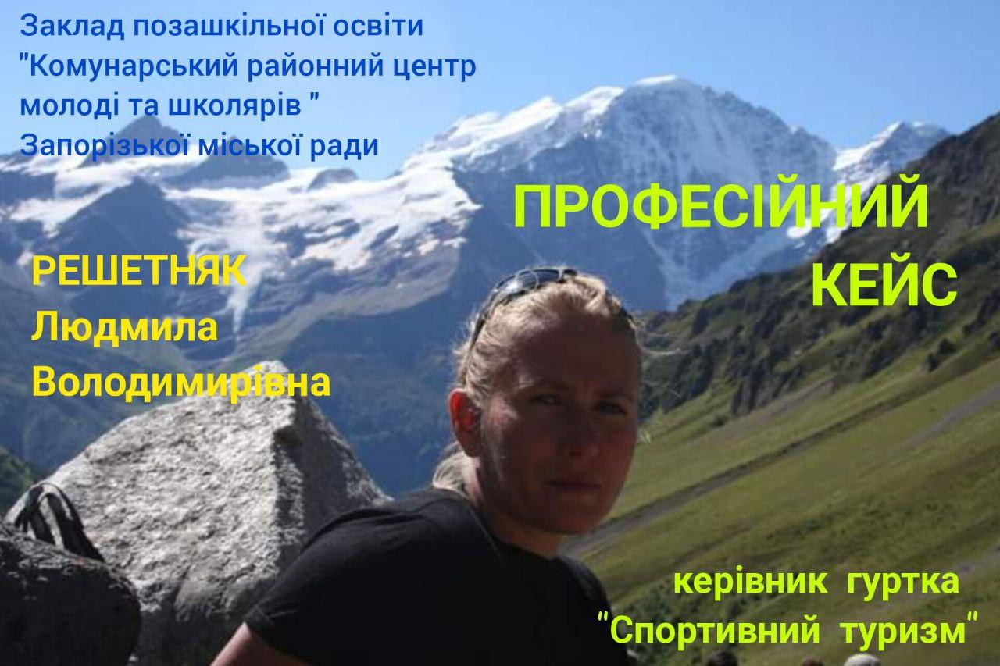 Заклад позашкільної освіти
"Комунарський районний центр
молоді та школярів "
Запорізької міської ради
ПРОФЕСІЙНИЙ
КЕЙС
РЕШЕТНЯК
Людмила
Володимирівна
керівник гуртка
"Спортивний туризм"